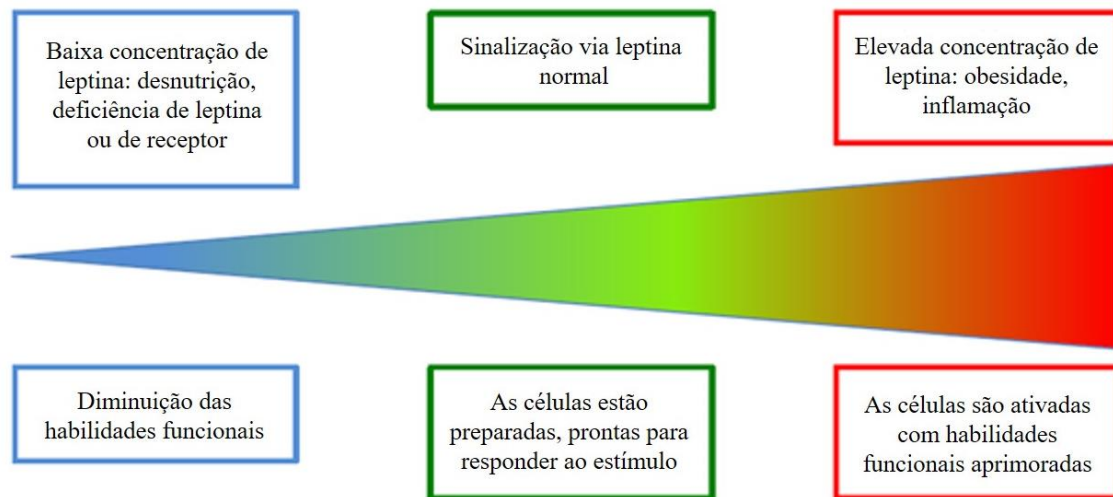 Baixa concentração de
leptina: desnutrição,
deficiência de leptina
ou de receptor
Sinalização via leptina
normal
Elevada concentração de
leptina: obesidade,
inflamação
Diminuição das
habilidades funcionais
As células estão
preparadas, prontas para
responder ao estímulo
As células são ativadas
com habilidades
funcionais aprimoradas